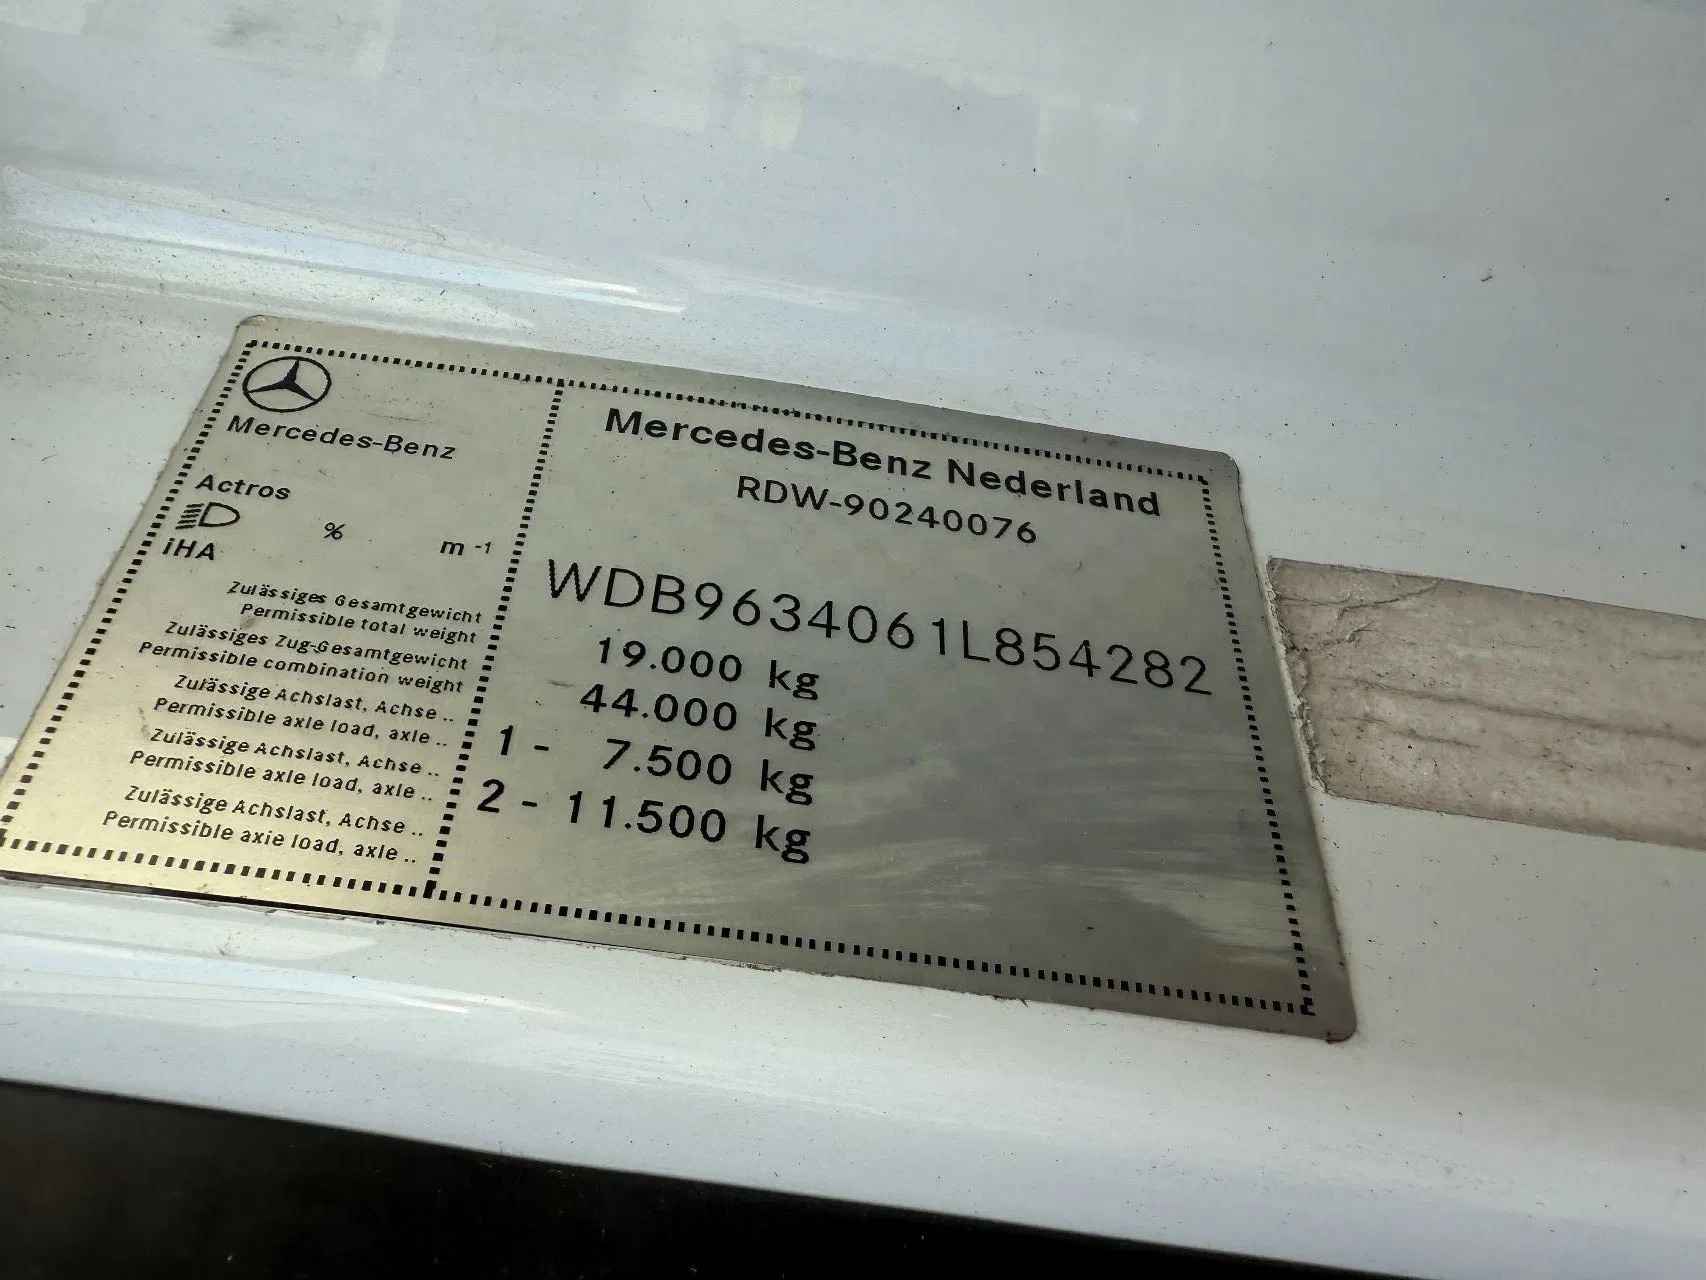 Mercedes-Benz
Actros
% m -1
iHA
Zulässiges Gesamtgewicht
Permissible total weight
Zulässiges Zug-Gesamtgewicht
Permissible combination weight
Zulässige Achslast, Achse ..
Permissible axle load, axle ..
Zulässige Achslast, Achse ..
Permissible axle load, axle ..
Zulässige Achslast, Achse ..
Permissible axie load, axle ..
Mercedes-Benz Nederland
RDW-90240076
WDB9634061L854282
19.000 kg
44.000 kg
1 - 7.500 kg
2 - 11.500 kg